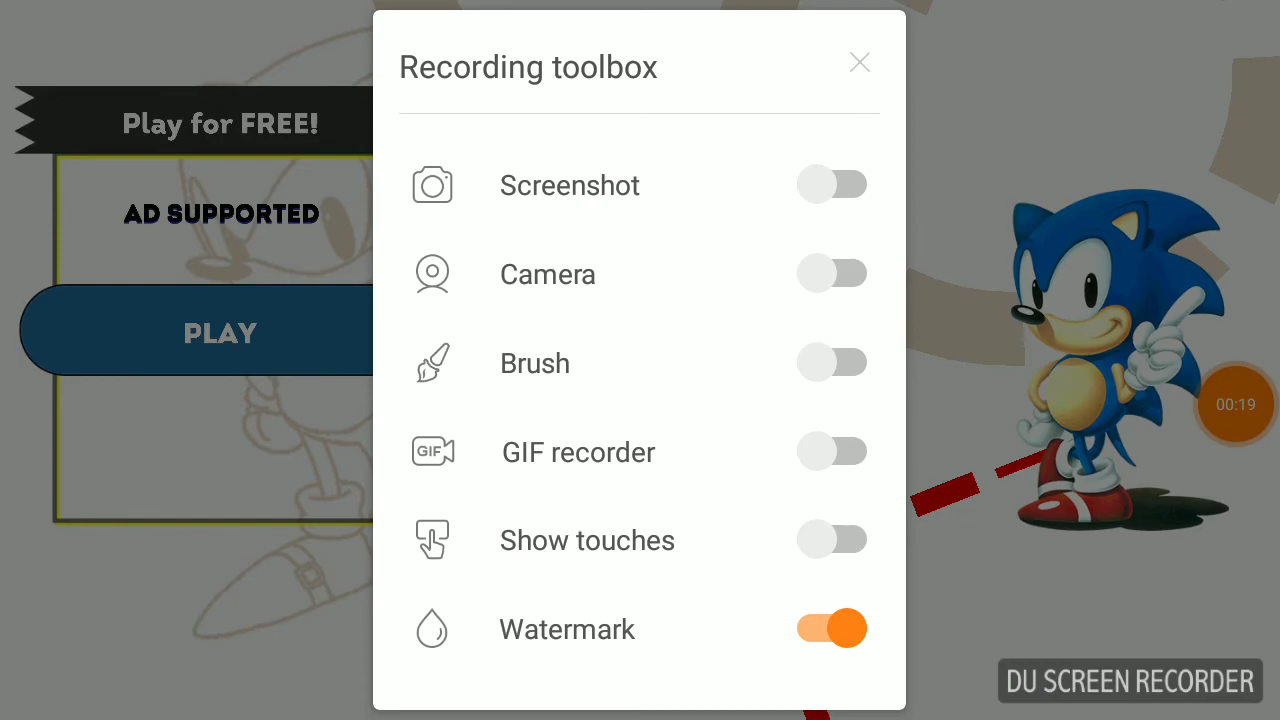 Recording toolbox
Play for FREE!
AD SUPPORTED
PLAY
Screenshot
Camera
Brush
GIF
GIF recorder
Show touches
Watermark
00:19
DU SCREEN RECORDER